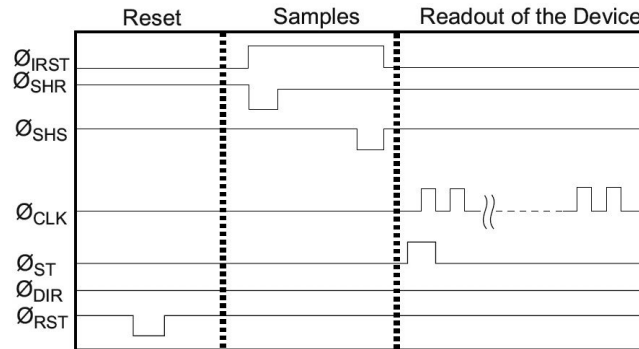 Reset Samples Readout of the Device
ØIRST
ØSHR
ØSHS
ØCLK
ØST
ØDIR
ØRST